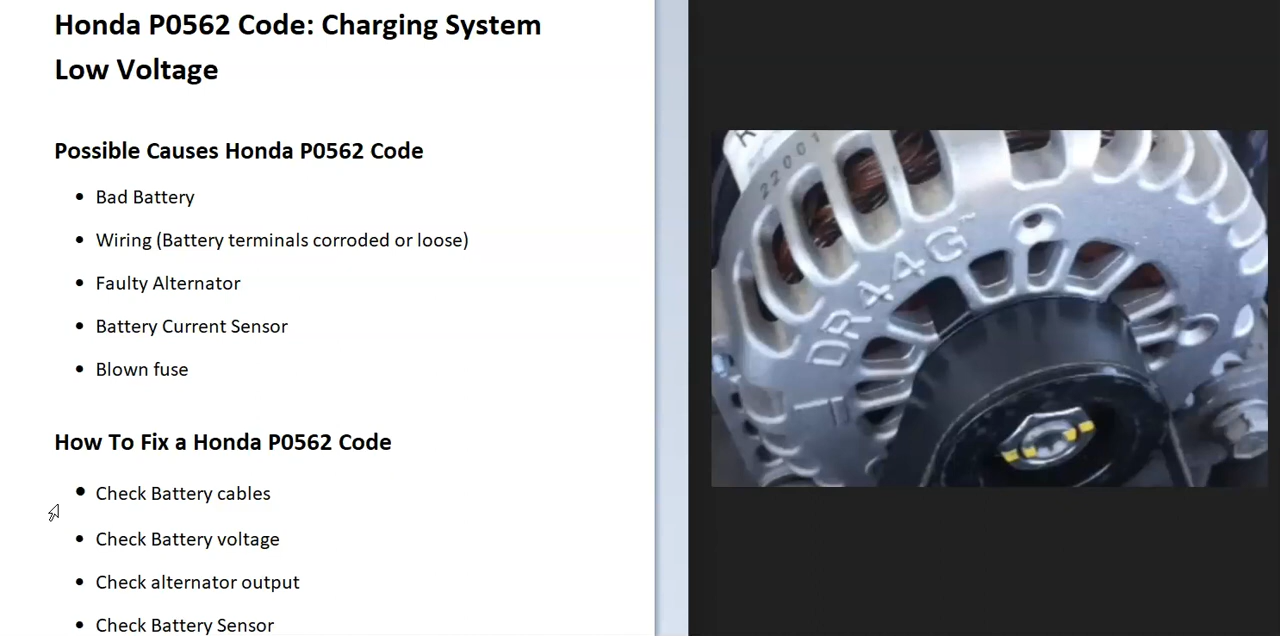 Honda P0562 Code: Charging System
Low Voltage
Possible Causes Honda P0562 Code
• Bad Battery
• Wiring (Battery terminals corroded or loose)
• Faulty Alternator
• Battery Current Sensor
• Blown fuse
How To Fix a Honda P0562 Code
• Check Battery cables
• Check Battery voltage
• Check alternator output
• Check Battery Sensor
22001
DR44G